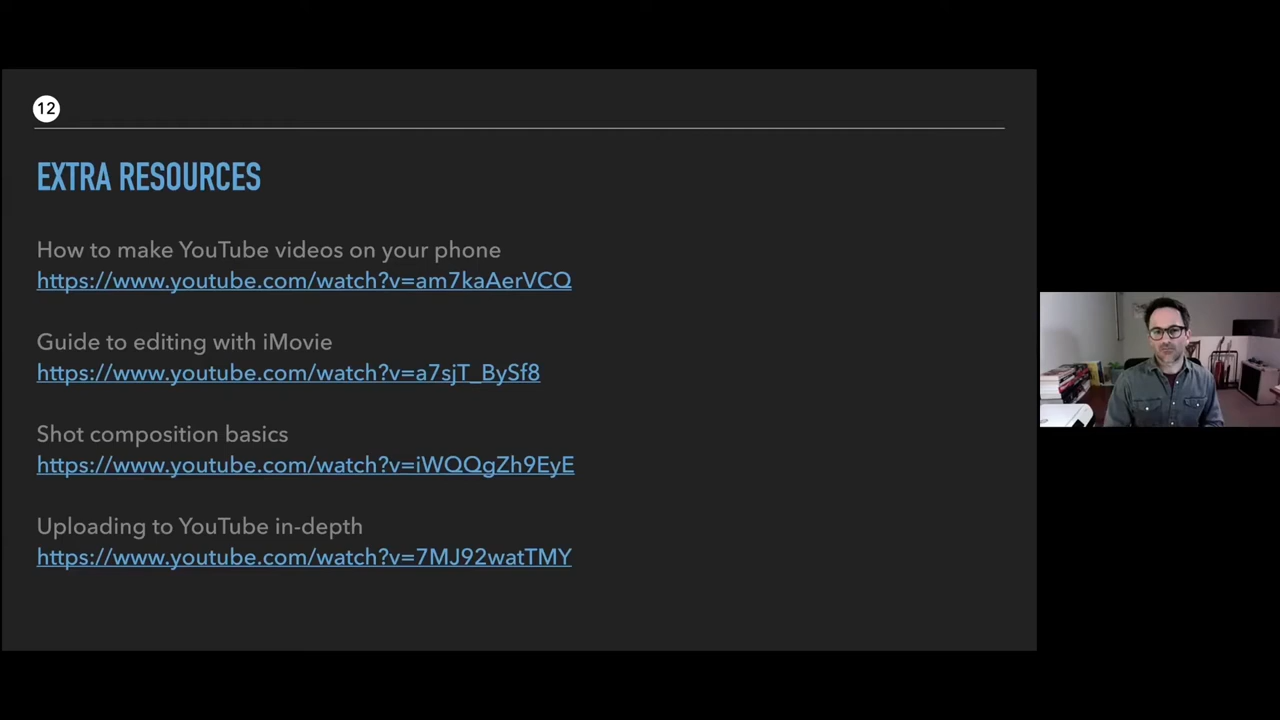 12
EXTRA RESOURCES
How to make YouTube videos on your phone
https://www.youtube.com/watch?v=am7kaAerVCQ
Guide to editing with iMovie
https://www.youtube.com/watch?v=a7sjT_BySf8
Shot composition basics
https://www.youtube.com/watch?v=iWQQgZh9EyE
Uploading to YouTube in-depth
https://www.youtube.com/watch?v=7MJ92watTMY